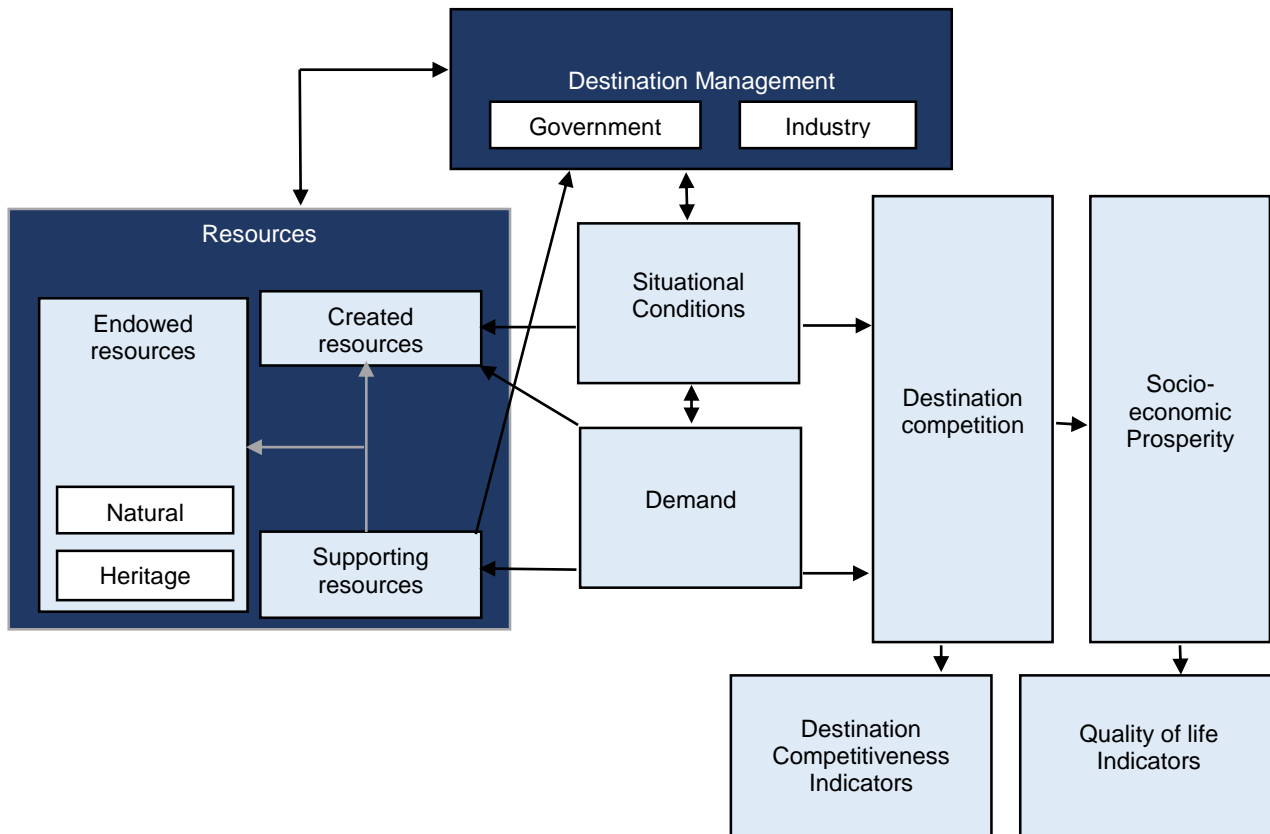 Destination Management
Government
Industry
Resources
Endowed
resources
Natural
Heritage
Created
resources
Supporting
resources
Situational
Conditions
Demand
Destination
competition
Socio-
economic
Prosperity
Destination
Competitiveness
Indicators
Quality of life
Indicators